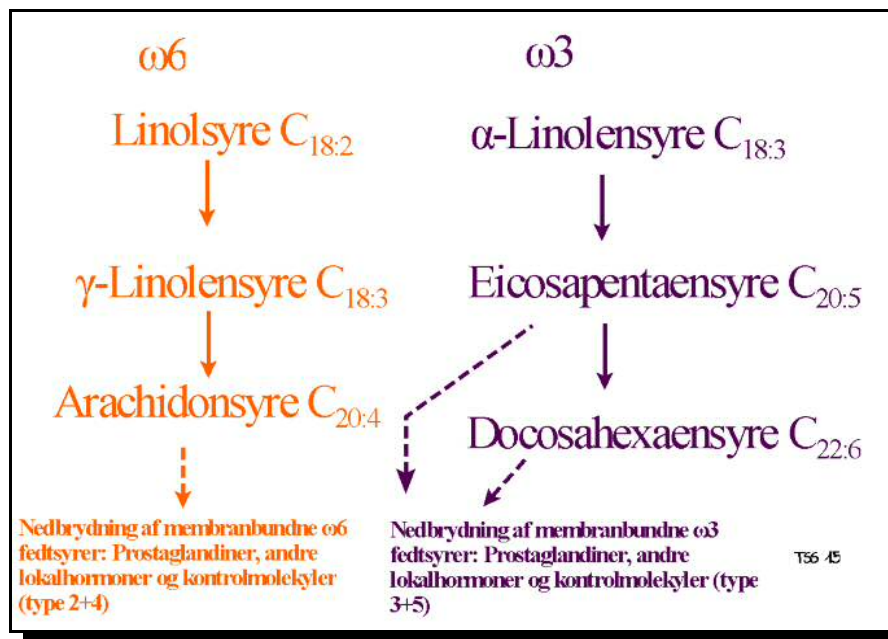 ω6
Linolsyre C18:2
γ-Linolensyre C18:3
Arachidonsyre C20:4
Nedbrydning af membranbundne ω6
fedtsyrer: Prostaglandiner, andre
lokalhormoner og kontrolmolekyler
(type 2+4)
ω3
α-Linolensyre C18:3
Eicosapentaensyre C20:5
Docosahexaensyre C22:6
Nedbrydning af membranbundne ω3
fedtsyrer: Prostaglandiner, andre
lokalhormoner og kontrolmolekyler (type
3+5)